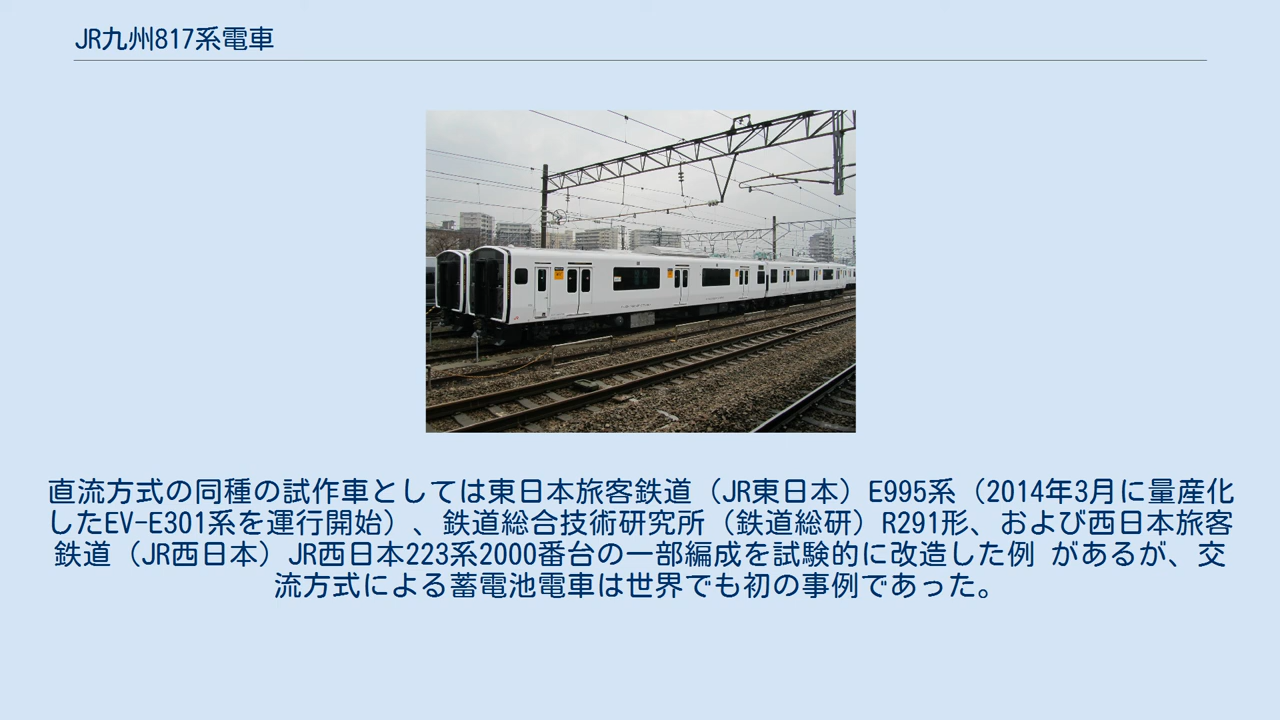 JR九州817系電車
直流方式の同種の試作車としては東日本旅客鉄道（JR東日本）E995系（2014年3月に量産化
したEV-E301系を運行開始）、鉄道総合技術研究所（鉄道総研）R291形、および西日本旅客
鉄道（JR西日本）JR西日本223系2000番台の一部編成を試験的に改造した例 があるが、交
流方式による蓄電池電車は世界でも初の事例であった。